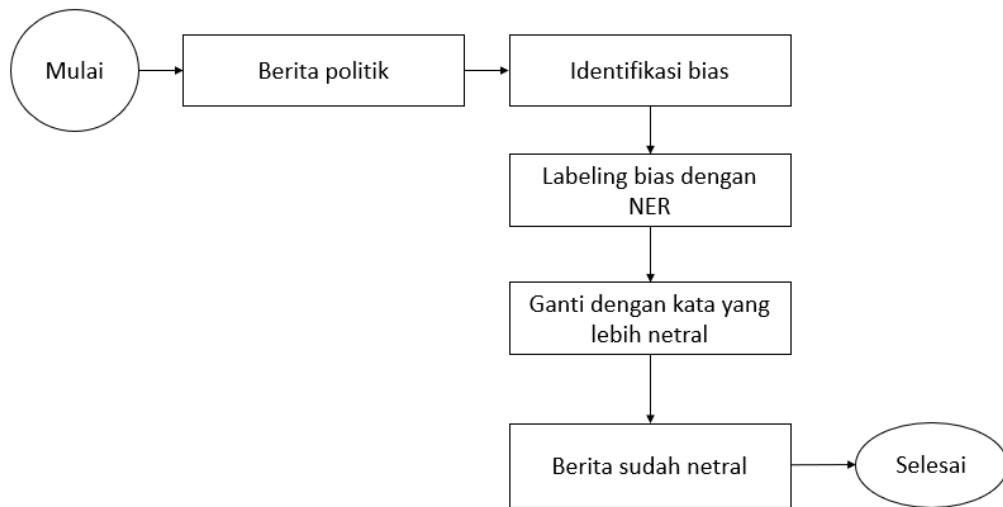 Mulai
Berita politik
Identifikasi bias
Labeling bias dengan
NER
Ganti dengan kata yang
lebih netral
Berita sudah netral
Selesai